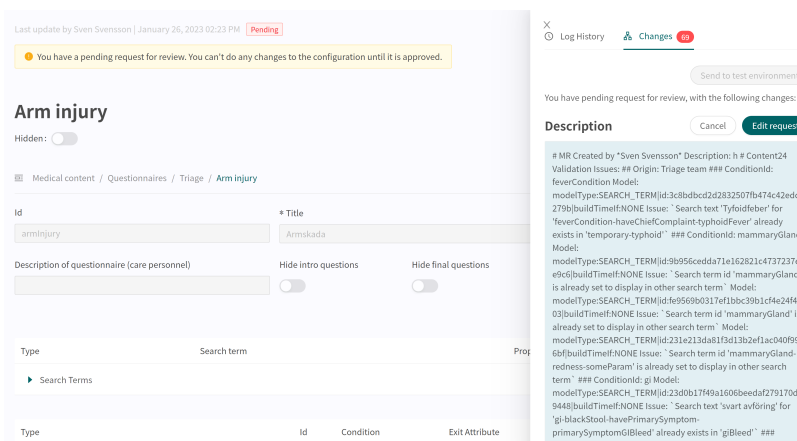 Last update by Sven Svensson | January 26, 2023 02:23 PM Pending
You have a pending request for review. You can't do any changes to the configuration until it is approved.
Arm injury
Hidden:
Medical content / Questionnaires / Triage / Arm injury
Id
* Title
arminjury
Armskada
Description of questionnaire (care personnel)
Hide intro questions
Hide final questions
Type Search term Prop
Search Terms
Type Id Condition Exit Attribute
Log History Changes 69
Send to test environmen
You have pending request for review, with the following changes:
Description Cancel Edit request
# MR Created by *Sven Svensson* Description: h # Content24
Validation Issues: ## Origin: Triage team ### ConditionId:
feverCondition Model:
modelType:SEARCH_TERM|id:3c8bdbcd2d2832507fb474c42edc
279b|buildTimeIf:NONE Issue: `Search text 'Tyfoidfeber' for
'feverCondition-haveChiefComplaint-typhoidFever' already
exists in 'temporary-typhoid'` ### ConditionId: mammaryGland
Model:
modelType:SEARCH_TERM|id:9b956cedda71e162821c4737237e
e9c6|buildTimeIf:NONE Issue: `Search term id 'mammaryGland
is already set to display in other search term` Model:
modelType:SEARCH_TERM|id:fe9569b0317ef1bbc39b1cf4e24f4
03|buildTimeIf:NONE Issue: `Search term id 'mammaryGland' i
already set to display in other search term` Model:
modelType:SEARCH_TERM|id:231e213da81f3d13b2ef1ac040f99
6bf|buildTimeIf:NONE Issue: `Search term id 'mammaryGland-
redness-someParam' is already set to display in other search
term` ### ConditionId: gi Model:
modelType:SEARCH_TERM|id:23d0b17f49a1606beedaf279170d
9448|buildTimeIf:NONE Issue: `Search text 'svart avföring' for
'gi-blackStool-havePrimarySymptom-
primarySymptomGIBleed' already exists in 'giBleed'` ###